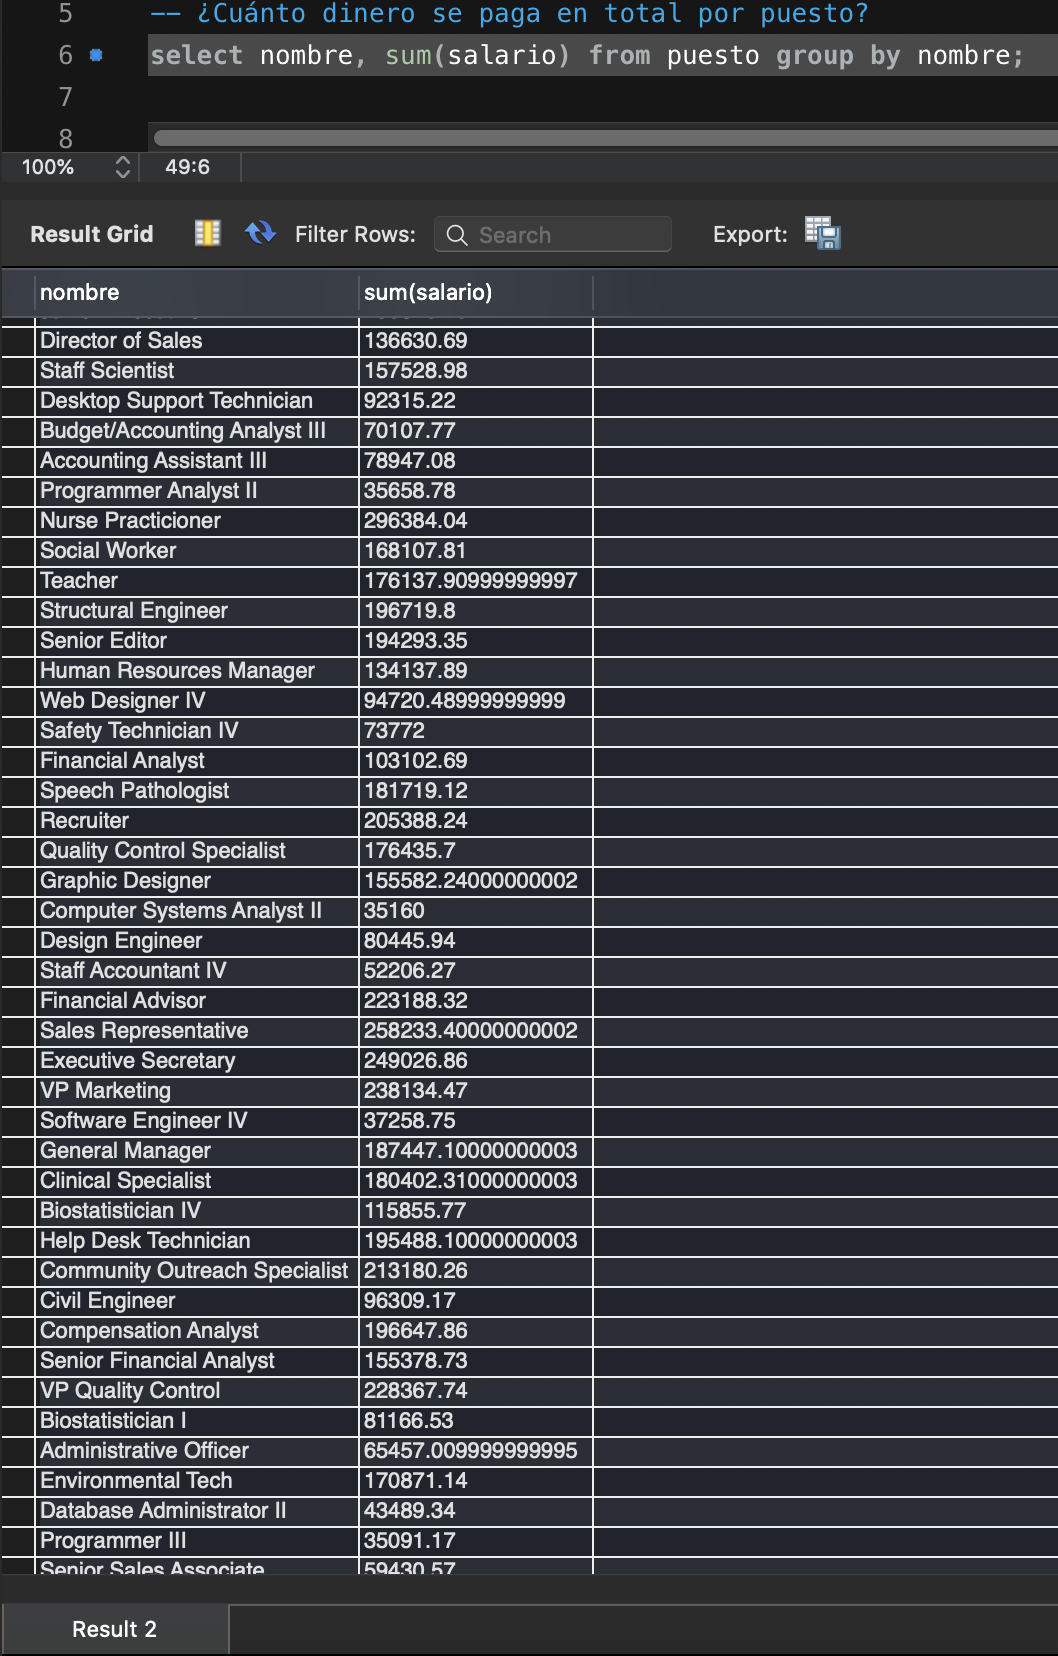 5 -- ¿Cuánto dinero se paga en total por puesto?
6 select nombre, sum(salario) from puesto group by nombre;
7
8
100% 49:6
Result Grid Filter Rows: Search Export:
nombre sum(salario)
Director of Sales 136630.69
Staff Scientist 157528.98
Desktop Support Technician 92315.22
Budget/Accounting Analyst III 70107.77
Accounting Assistant III 78947.08
Programmer Analyst II 35658.78
Nurse Practicioner 296384.04
Social Worker 168107.81
Teacher 176137.90999999997
Structural Engineer 196719.8
Senior Editor 194293.35
Human Resources Manager 134137.89
Web Designer IV 94720.48999999999
Safety Technician IV 73772
Financial Analyst 103102.69
Speech Pathologist 181719.12
Recruiter 205388.24
Quality Control Specialist 176435.7
Graphic Designer 155582.24000000002
Computer Systems Analyst II 35160
Design Engineer 80445.94
Staff Accountant IV 52206.27
Financial Advisor 223188.32
Sales Representative 258233.40000000002
Executive Secretary 249026.86
VP Marketing 238134.47
Software Engineer IV 37258.75
General Manager 187447.10000000003
Clinical Specialist 180402.31000000003
Biostatistician IV 115855.77
Help Desk Technician 195488.10000000003
Community Outreach Specialist 213180.26
Civil Engineer 96309.17
Compensation Analyst 196647.86
Senior Financial Analyst 155378.73
VP Quality Control 228367.74
Biostatistician I 81166.53
Administrative Officer 65457.009999999995
Environmental Tech 170871.14
Database Administrator II 43489.34
Programmer III 35091.17
Senior Sales Associate 59430.57
Result 2